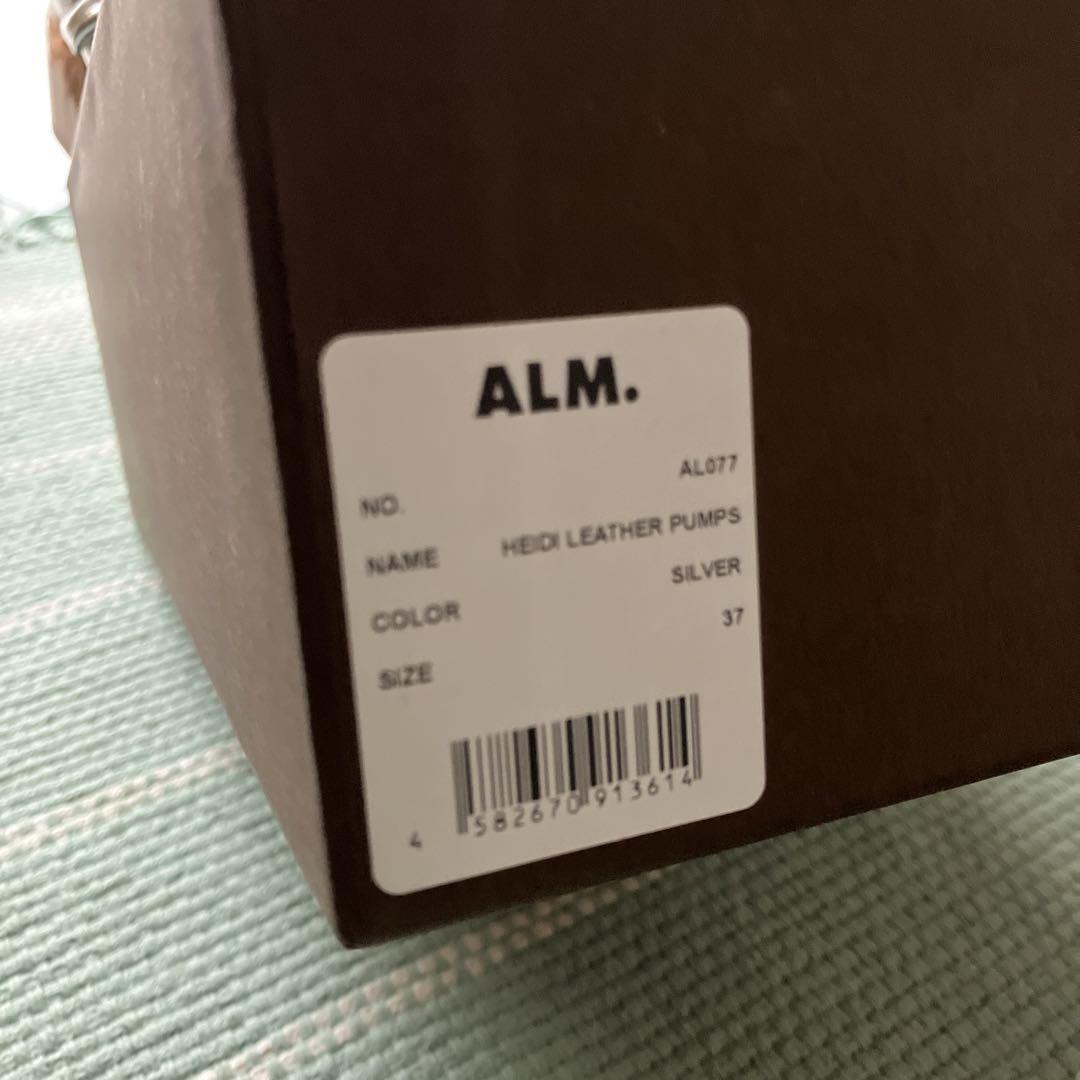 ALM.
NO. AL077
NAME HEIDI LEATHER PUMPS
COLOR SILVER
SIZE 37
4 582670 913614